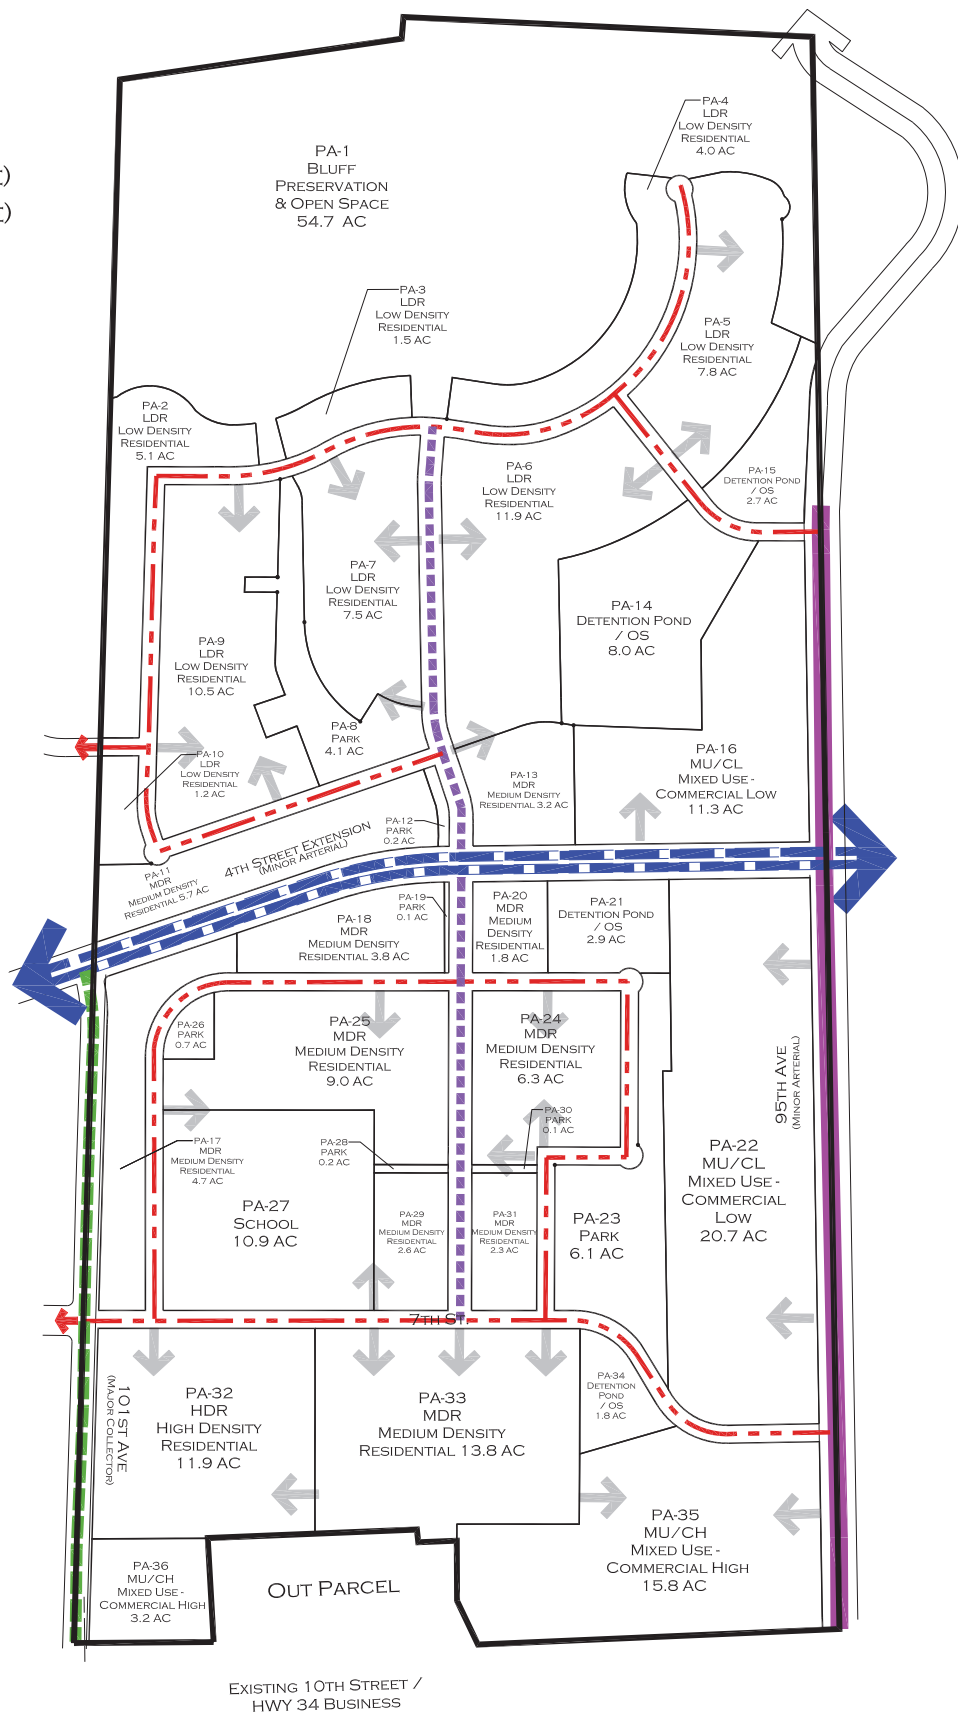 PA-1
BLUFF
PRESERVATION
& OPEN SPACE
54.7 AC
PA-4
LDR
LOW DENSITY
RESIDENTIAL
4.0 AC
PA-3
LDR
LOW DENSITY
RESIDENTIAL
1.5 AC
PA-5
LDR
LOW DENSITY
RESIDENTIAL
7.8 AC
PA-2
LDR
LOW DENSITY
RESIDENTIAL
5.1 AC
PA-6
LDR
LOW DENSITY
RESIDENTIAL
11.9 AC
PA-15
DETENTION POND
/ OS
2.7 AC
PA-7
LDR
LOW DENSITY
RESIDENTIAL
7.5 AC
PA-14
DETENTION POND
/ OS
8.0 AC
PA-9
LDR
LOW DENSITY
RESIDENTIAL
10.5 AC
PA-8
PARK
4.1 AC
PA-10
LDR
LOW DENSITY
RESIDENTIAL
1.2 AC
PA-13
MDR
MEDIUM DENSITY
RESIDENTIAL 3.2 AC
PA-16
MU/CL
MIXED USE -
COMMERCIAL LOW
11.3 AC
PA-12
PARK
0.2 AC
4TH STREET EXTENSION
(MINOR ARTERIAL)
PA-11
MDR
MEDIUM DENSITY
RESIDENTIAL 5.7 AC
PA-19
PARK
0.1 AC
PA-18
MDR
MEDIUM DENSITY
RESIDENTIAL 3.8 AC
PA-20
MDR
MEDIUM
DENSITY
RESIDENTIAL
1.8 AC
PA-21
DETENTION POND
/ OS
2.9 AC
PA-26
PARK
0.7 AC
PA-25
MDR
MEDIUM DENSITY
RESIDENTIAL
9.0 AC
PA-24
MDR
MEDIUM DENSITY
RESIDENTIAL
6.3 AC
95TH AVE
(MINOR ARTERIAL)
PA-30
PARK
0.1 AC
PA-17
MDR
MEDIUM DENSITY
RESIDENTIAL
4.7 AC
PA-28
PARK
0.2 AC
PA-22
MU/CL
MIXED USE -
COMMERCIAL
LOW
20.7 AC
PA-27
SCHOOL
10.9 AC
PA-29
MDR
MEDIUM DENSITY
RESIDENTIAL
2.6 AC
PA-31
MDR
MEDIUM DENSITY
RESIDENTIAL
2.3 AC
PA-23
PARK
6.1 AC
7TH ST.
101ST AVE
(MAJOR COLLECTOR)
PA-32
HDR
HIGH DENSITY
RESIDENTIAL
11.9 AC
PA-33
MDR
MEDIUM DENSITY
RESIDENTIAL 13.8 AC
PA-34
DETENTION
POND
/ OS
1.8 AC
PA-35
MU/CH
MIXED USE -
COMMERCIAL HIGH
15.8 AC
PA-36
MU/CH
MIXED USE -
COMMERCIAL HIGH
3.2 AC
OUT PARCEL
EXISTING 10TH STREET /
HWY 34 BUSINESS